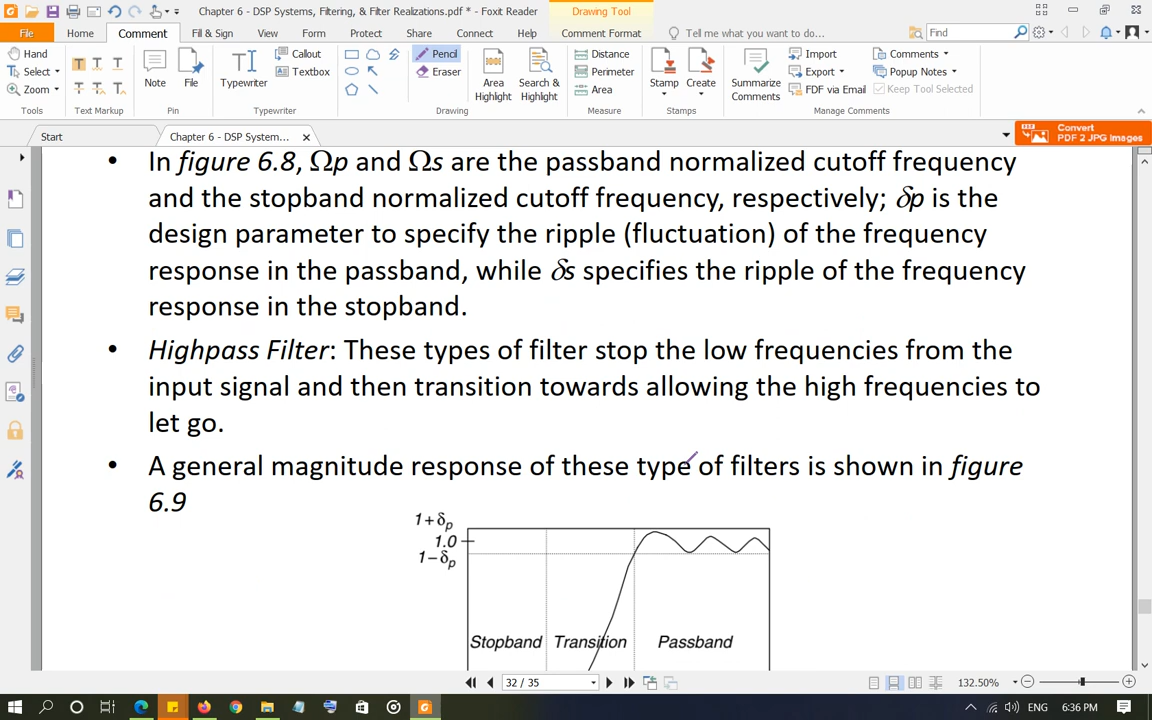 Chapter 6 - DSP Systems, Filtering, & Filter Realizations.pdf * - Foxit Reader
Drawing Tool
File
Home
Comment
Fill & Sign
View
Form
Protect
Share
Connect
Help
Comment Format
Tell me what you want to do...
Find
Hand
Select
Zoom
Tools
Text Markup
Note
File
Pin
Typewriter
Callout
Textbox
Typewriter
Pencil
Eraser
Drawing
Area
Highlight
Search &
Highlight
Distance
Perimeter
Area
Measure
Stamp
Create
Stamps
Summarize
Comments
Import
Export
FDF via Email
Comments
Popup Notes
Keep Tool Selected
Manage Comments
Start
Chapter 6 - DSP System...
Convert
PDF 2 JPG Images
• In figure 6.8, Ωp and Ωs are the passband normalized cutoff frequency
and the stopband normalized cutoff frequency, respectively; δp is the
design parameter to specify the ripple (fluctuation) of the frequency
response in the passband, while δs specifies the ripple of the frequency
response in the stopband.
• Highpass Filter: These types of filter stop the low frequencies from the
input signal and then transition towards allowing the high frequencies to
let go.
• A general magnitude response of these type of filters is shown in figure
6.9
1+δp
1.0
1−δp
Stopband Transition Passband
32 / 35
132.50%
ENG
6:36 PM